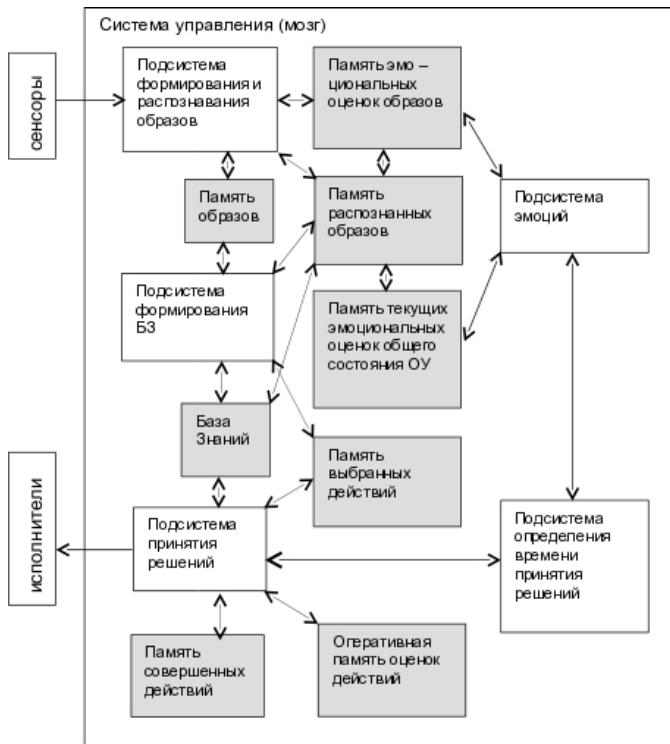 Система управления (мозг)
сенсоры
Подсистема
формирования и
распознавания
образов
Память эмо –
циональных
оценок образов
Память
образов
Память
распознанных
образов
Подсистема
эмоций
Подсистема
формирования
БЗ
Память текущих
эмоциональных
оценок общего
состояния ОУ
База
Знаний
Память
выбранных
действий
исполнители
Подсистема
принятия
решений
Подсистема
определения
времени
принятия
решений
Память
совершенных
действий
Оперативная
память оценок
действий